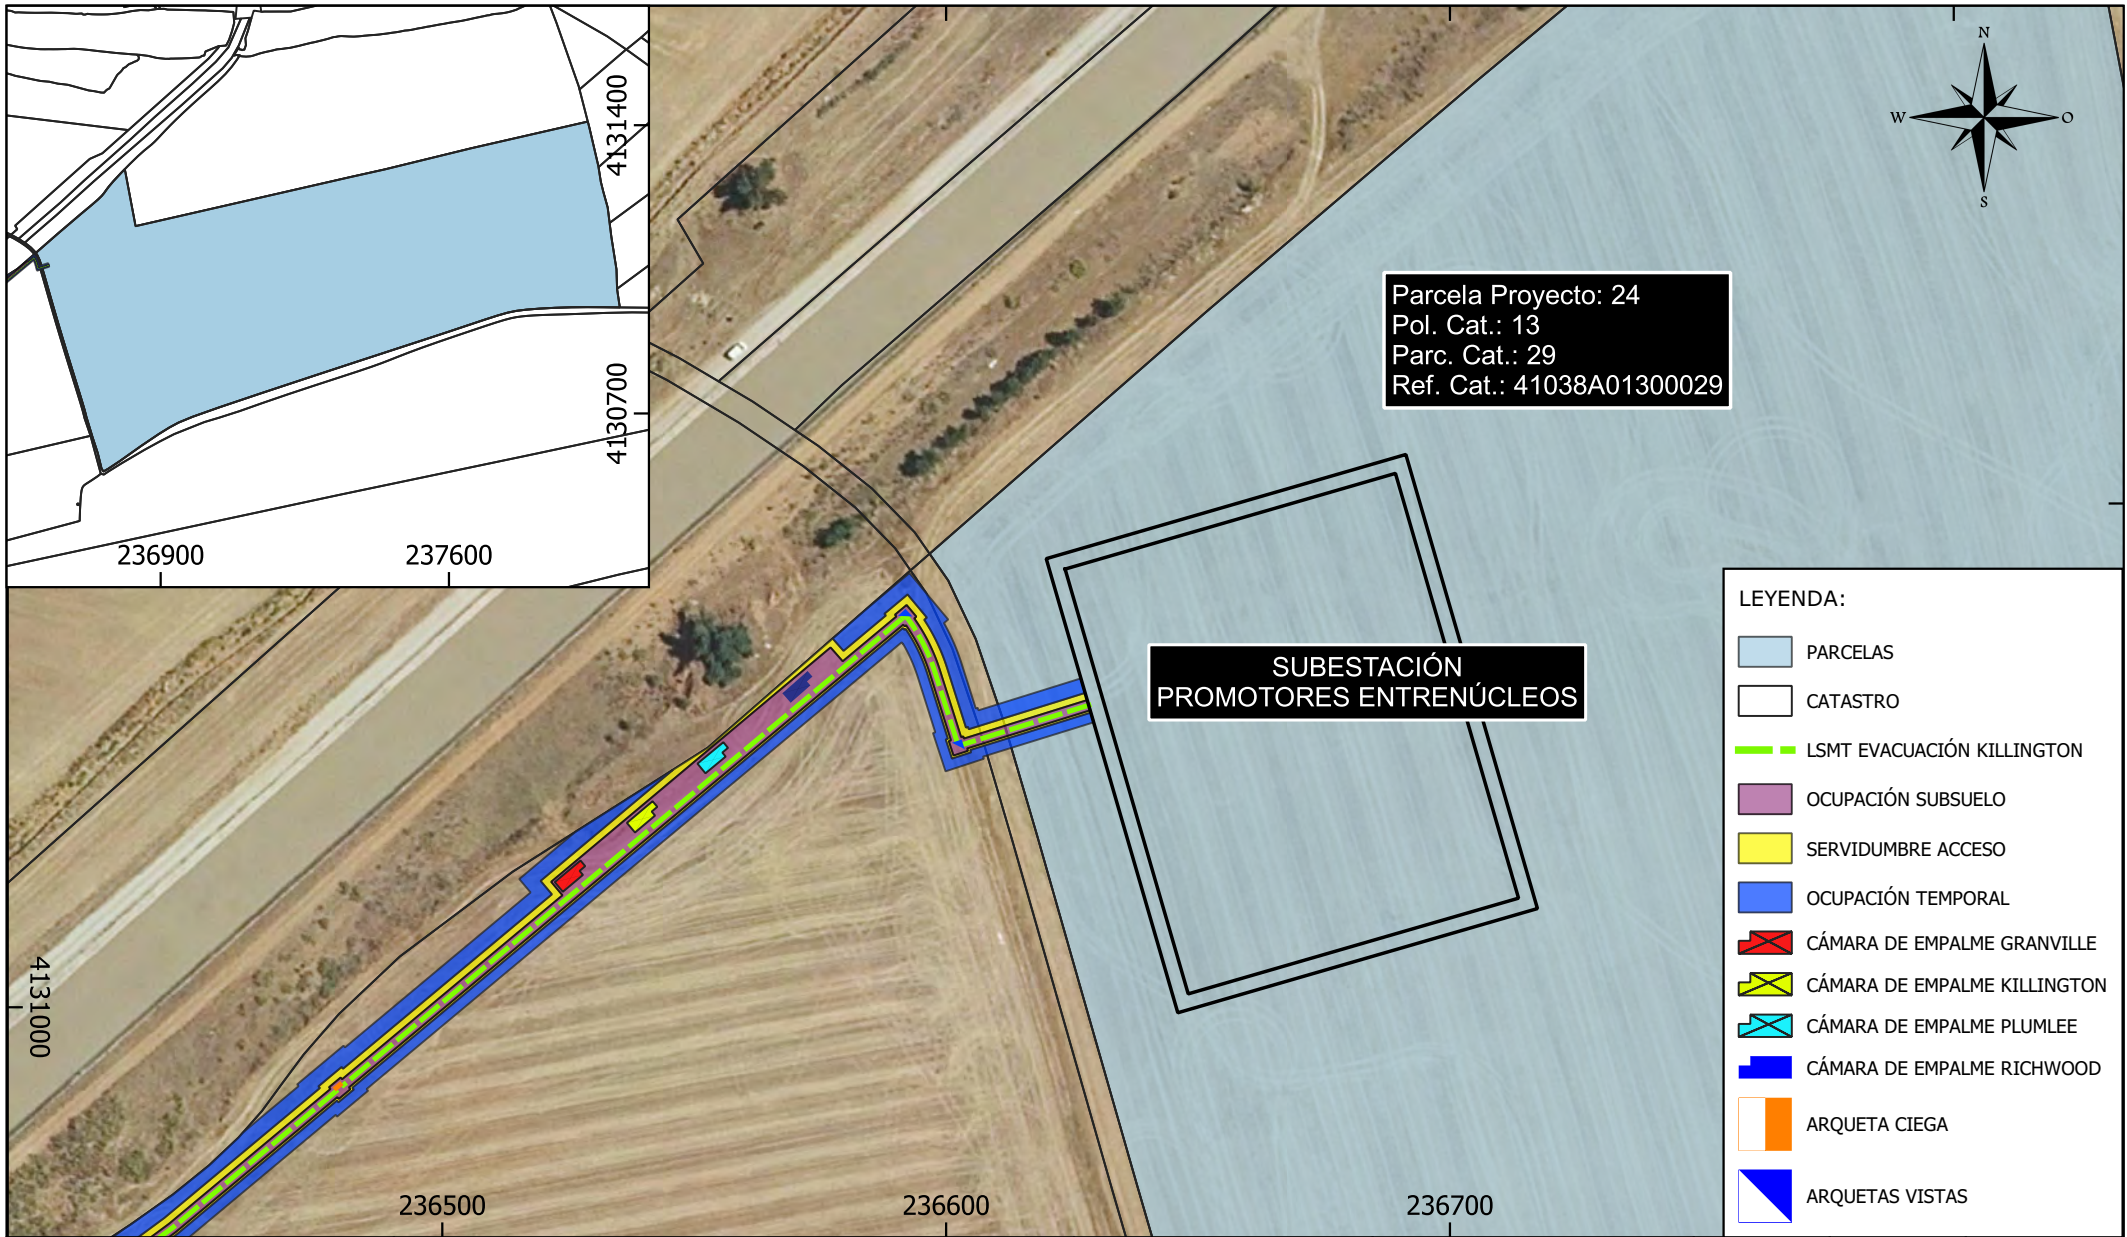 4131400
4130700
236900
237600
N
W
O
S
Parcela Proyecto: 24
Pol. Cat.: 13
Parc. Cat.: 29
Ref. Cat.: 41038A01300029
SUBESTACIÓN
PROMOTORES ENTRENÚCLEOS
4131000
236500
236600
236700
LEYENDA:
PARCELAS
CATASTRO
LSMT EVACUACIÓN KILLINGTON
OCUPACIÓN SUBSUELO
SERVIDUMBRE ACCESO
OCUPACIÓN TEMPORAL
CÁMARA DE EMPALME GRANVILLE
CÁMARA DE EMPALME KILLINGTON
CÁMARA DE EMPALME PLUMLEE
CÁMARA DE EMPALME RICHWOOD
ARQUETA CIEGA
ARQUETAS VISTAS